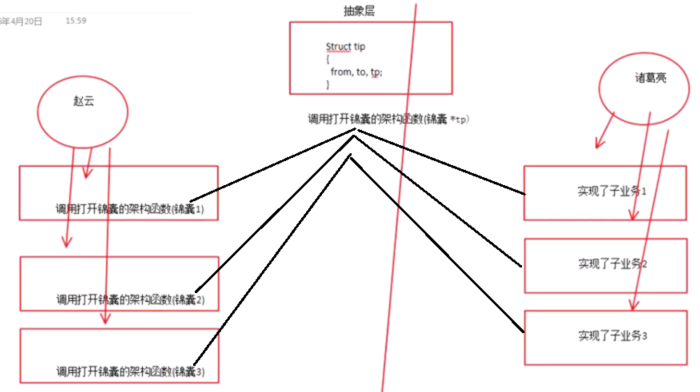 年4月20日 15:59
抽象层
Struct tip
{
from, to, tp;
}
调用打开锦囊的架构函数(锦囊 *tp)
赵云
诸葛亮
调用打开锦囊的架构函数(锦囊1)
调用打开锦囊的架构函数(锦囊2)
调用打开锦囊的架构函数(锦囊3)
实现了子业务1
实现了子业务2
实现了子业务3